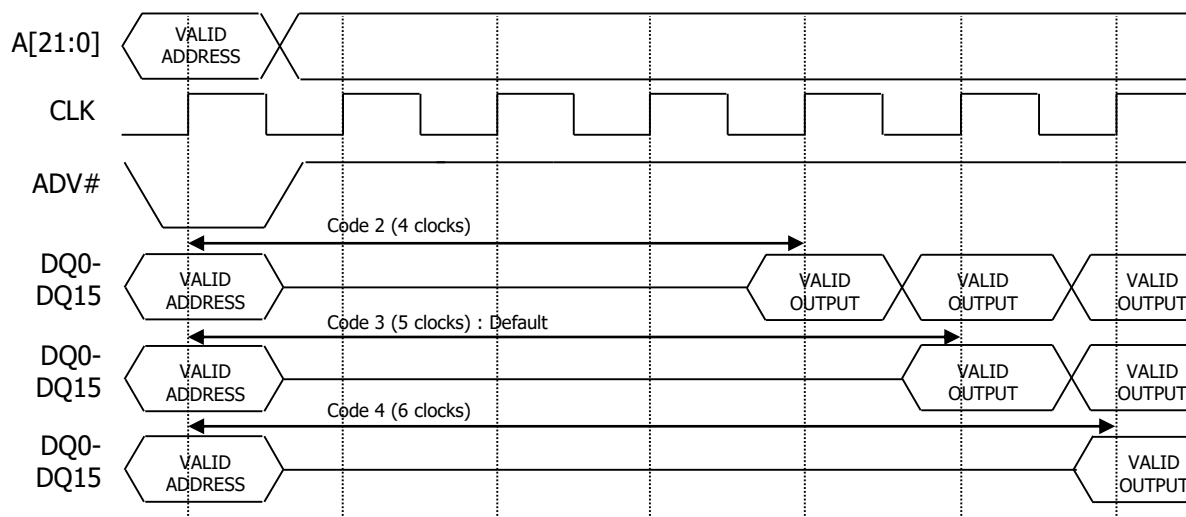 A[21:0]
VALID
ADDRESS
CLK
ADV#
Code 2 (4 clocks)
DQ0-
DQ15
VALID
ADDRESS
VALID
OUTPUT
VALID
OUTPUT
VALID
OUTPUT
Code 3 (5 clocks) : Default
DQ0-
DQ15
VALID
ADDRESS
VALID
OUTPUT
VALID
OUTPUT
Code 4 (6 clocks)
DQ0-
DQ15
VALID
ADDRESS
VALID
OUTPUT